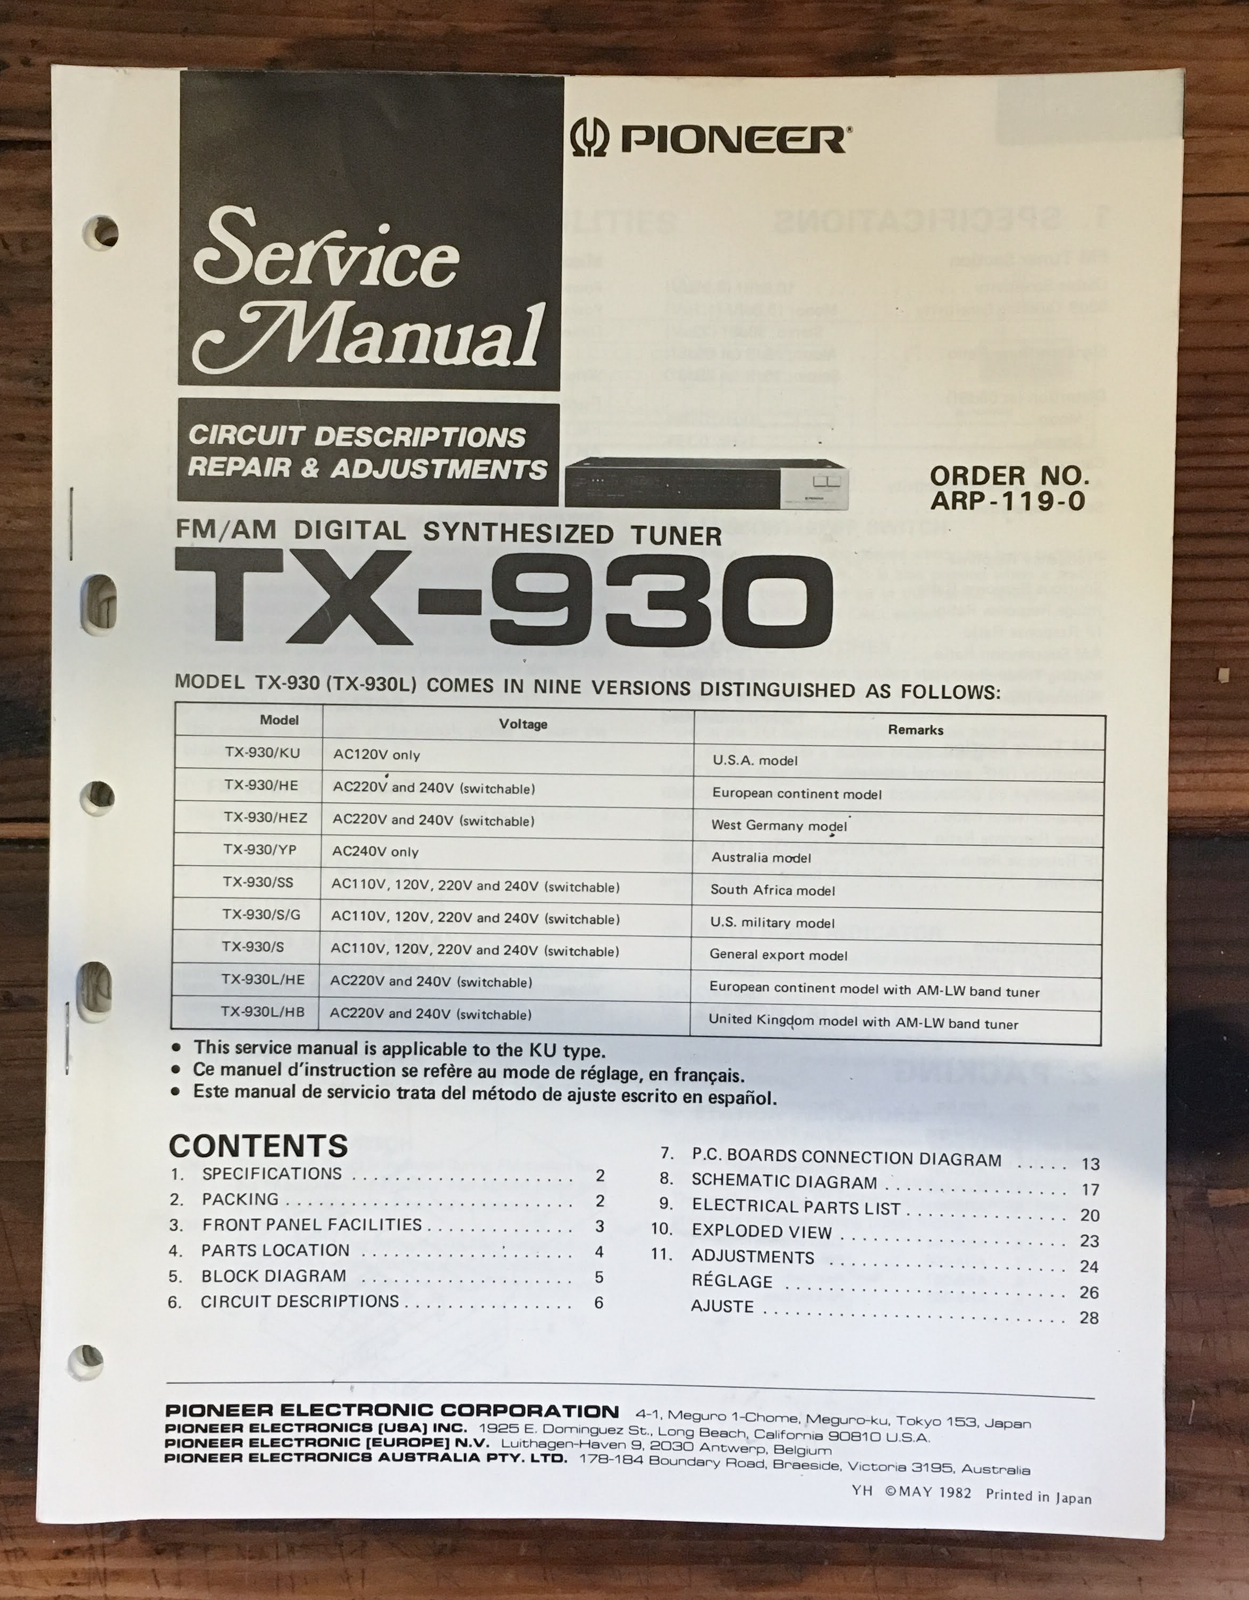 PIONEER®
Service
Manual
CIRCUIT DESCRIPTIONS
REPAIR & ADJUSTMENTS
ORDER NO.
ARP-119-0
FM/AM DIGITAL SYNTHESIZED TUNER
TX-930
MODEL TX-930 (TX-930L) COMES IN NINE VERSIONS DISTINGUISHED AS FOLLOWS:
Model Voltage Remarks
TX-930/KU AC120V only U.S.A. model
TX-930/HE AC220V and 240V (switchable) European continent model
TX-930/HEZ AC220V and 240V (switchable) West Germany model
TX-930/YP AC240V only Australia model
TX-930/SS AC110V, 120V, 220V and 240V (switchable) South Africa model
TX-930/S/G AC110V, 120V, 220V and 240V (switchable) U.S. military model
TX-930/S AC110V, 120V, 220V and 240V (switchable) General export model
TX-930L/HE AC220V and 240V (switchable) European continent model with AM-LW band tuner
TX-930L/HB AC220V and 240V (switchable) United Kingdom model with AM-LW band tuner
● This service manual is applicable to the KU type.
● Ce manuel d'instruction se refère au mode de réglage, en français.
● Este manual de servicio trata del método de ajuste escrito en español.
CONTENTS
1. SPECIFICATIONS ..................... 2
2. PACKING ........................... 2
3. FRONT PANEL FACILITIES .............. 3
4. PARTS LOCATION .................... 4
5. BLOCK DIAGRAM .................... 5
6. CIRCUIT DESCRIPTIONS ................ 6
7. P.C. BOARDS CONNECTION DIAGRAM ..... 13
8. SCHEMATIC DIAGRAM ................. 17
9. ELECTRICAL PARTS LIST ............... 20
10. EXPLODED VIEW ..................... 23
11. ADJUSTMENTS ...................... 24
RÉGLAGE .......................... 26
AJUSTE ............................ 28
PIONEER ELECTRONIC CORPORATION 4-1, Meguro 1-Chome, Meguro-ku, Tokyo 153, Japan
PIONEER ELECTRONICS [USA] INC. 1925 E. Dominguez St., Long Beach, California 90810 U.S.A.
PIONEER ELECTRONIC [EUROPE] N.V. Luithagen-Haven 9, 2030 Antwerp, Belgium
PIONEER ELECTRONICS AUSTRALIA PTY. LTD. 178-184 Boundary Road, Braeside, Victoria 3195, Australia
YH ©MAY 1982 Printed in Japan